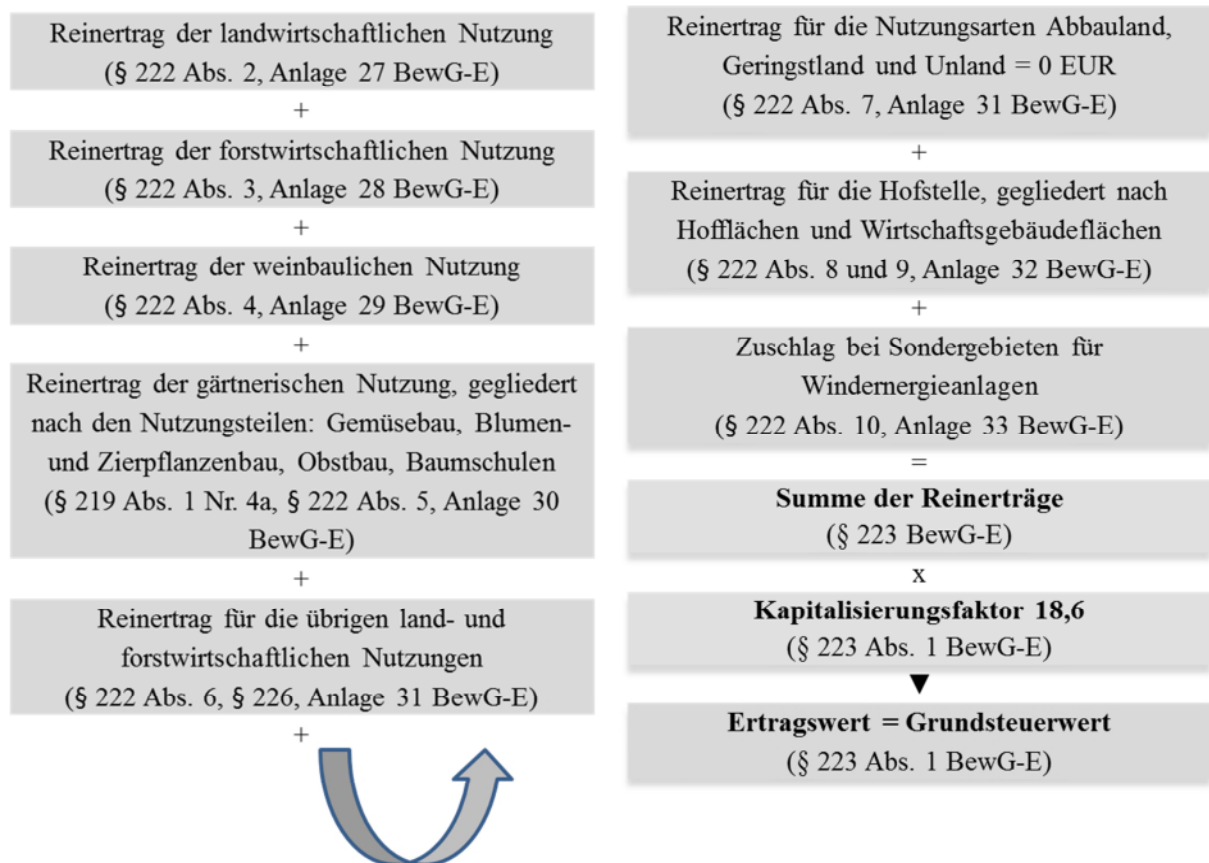 Reinertrag der landwirtschaftlichen Nutzung
(§ 222 Abs. 2, Anlage 27 BewG-E)
+
Reinertrag der forstwirtschaftlichen Nutzung
(§ 222 Abs. 3, Anlage 28 BewG-E)
+
Reinertrag der weinbaulichen Nutzung
(§ 222 Abs. 4, Anlage 29 BewG-E)
+
Reinertrag der gärtnerischen Nutzung, gegliedert
nach den Nutzungsteilen: Gemüsebau, Blumen-
und Zierpflanzenbau, Obstbau, Baumschulen
(§ 219 Abs. 1 Nr. 4a, § 222 Abs. 5, Anlage 30
BewG-E)
+
Reinertrag für die übrigen land- und
forstwirtschaftlichen Nutzungen
(§ 222 Abs. 6, § 226, Anlage 31 BewG-E)
+
Reinertrag für die Nutzungsarten Abbauland,
Geringstland und Unland = 0 EUR
(§ 222 Abs. 7, Anlage 31 BewG-E)
+
Reinertrag für die Hofstelle, gegliedert nach
Hofflächen und Wirtschaftsgebäudeflächen
(§ 222 Abs. 8 und 9, Anlage 32 BewG-E)
+
Zuschlag bei Sondergebieten für
Windernergieanlagen
(§ 222 Abs. 10, Anlage 33 BewG-E)
=
Summe der Reinerträge
(§ 223 BewG-E)
x
Kapitalisierungsfaktor 18,6
(§ 223 Abs. 1 BewG-E)
▼
Ertragswert = Grundsteuerwert
(§ 223 Abs. 1 BewG-E)